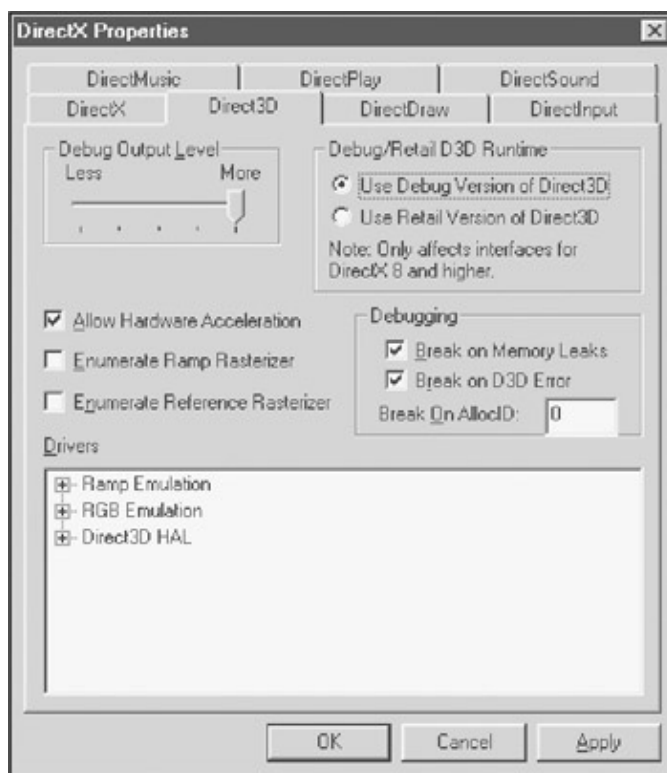 DirectX Properties
DirectMusic DirectPlay DirectSound
DirectX Direct3D DirectDraw DirectInput
Debug Output Level
Less More
Debug/Retail D3D Runtime
Use Debug Version of Direct3D
Use Retail Version of Direct3D
Note: Only affects interfaces for
DirectX 8 and higher.
Allow Hardware Acceleration
Enumerate Ramp Rasterizer
Enumerate Reference Rasterizer
Debugging
Break on Memory Leaks
Break on D3D Error
Break On AllocID: 0
Drivers
Ramp Emulation
RGB Emulation
Direct3D HAL
OK Cancel Apply